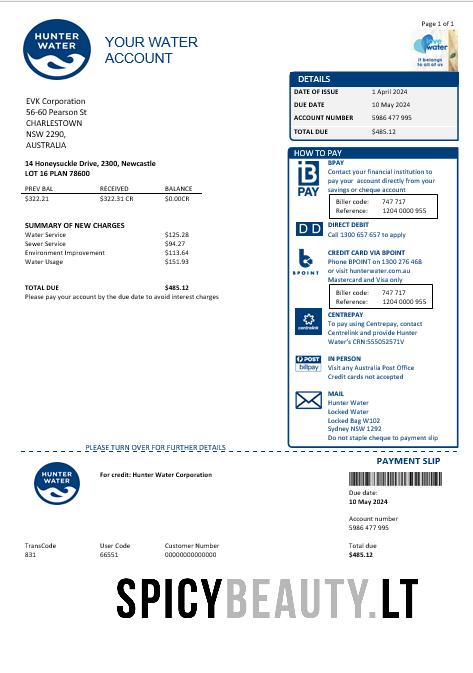 Page 1 of 1
HUNTER
WATER
YOUR WATER
ACCOUNT
love
water
it belongs
to all of us
DETAILS
DATE OF ISSUE 1 April 2024
DUE DATE 10 May 2024
ACCOUNT NUMBER 5986 477 995
TOTAL DUE $485.12
EVK Corporation
56-60 Pearson St
CHARLESTOWN
NSW 2290,
AUSTRALIA
14 Honeysuckle Drive, 2300, Newcastle
LOT 16 PLAN 78600
PREV BAL RECEIVED BALANCE
$322.21 $322.31 CR $0.00CR
SUMMARY OF NEW CHARGES
Water Service $125.28
Sewer Service $94.27
Environment Improvement $113.64
Water Usage $151.93
TOTAL DUE $485.12
Please pay your account by the due date to avoid interest charges
HOW TO PAY
B
PAY
BPAY
Contact your financial institution to
pay your account directly from your
savings or cheque account
Biller code: 747 717
Reference: 1204 0000 955
D D
DIRECT DEBIT
Call 1300 657 657 to apply
BPOINT
CREDIT CARD VIA BPOINT
Phone BPOINT on 1300 276 468
or visit hunterwater.com.au
Mastercard and Visa only
Biller code: 747 717
Reference: 1204 0000 955
centrelink
CENTREPAY
To pay using Centrepay, contact
Centrelink and provide Hunter
Water's CRN:555052571V
POST
billpay
IN PERSON
Visit any Australia Post Office
Credit cards not accepted
MAIL
Hunter Water
Locked Water
Locked Bag W102
Sydney NSW 1292
Do not staple cheque to payment slip
PLEASE TURN OVER FOR FURTHER DETAILS
HUNTER
WATER
For credit: Hunter Water Corporation
PAYMENT SLIP
Due date:
10 May 2024
Account number
5986 477 995
TransCode User Code Customer Number Total due
831 66551 00000000000000 $485.12
SPICYBEAUTY.LT